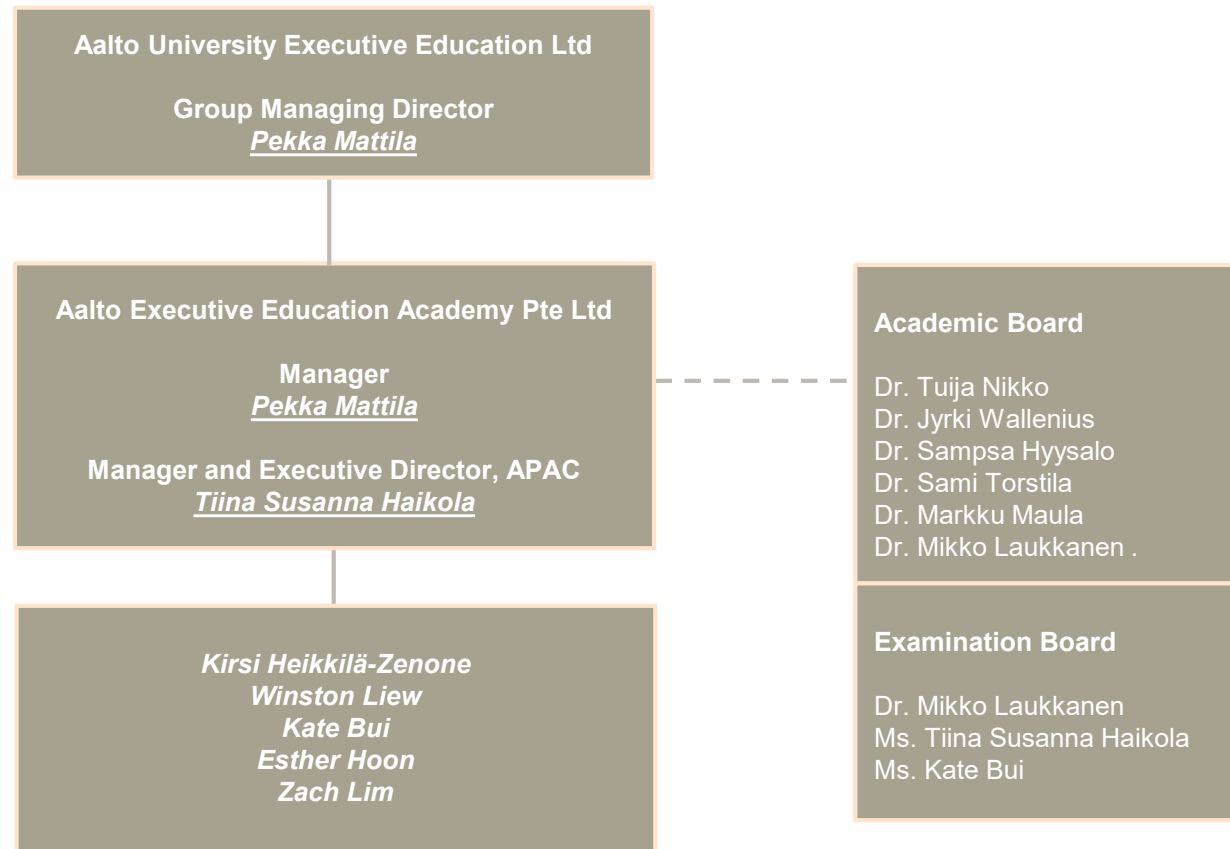 Aalto University Executive Education Ltd
Group Managing Director
Pekka Mattila
Aalto Executive Education Academy Pte Ltd
Manager
Pekka Mattila
Manager and Executive Director, APAC
Tiina Susanna Haikola
Kirsi Heikkilä-Zenone
Winston Liew
Kate Bui
Esther Hoon
Zach Lim
Academic Board
Dr. Tuija Nikko
Dr. Jyrki Wallenius
Dr. Sampsa Hyysalo
Dr. Sami Torstila
Dr. Markku Maula
Dr. Mikko Laukkanen .
Examination Board
Dr. Mikko Laukkanen
Ms. Tiina Susanna Haikola
Ms. Kate Bui